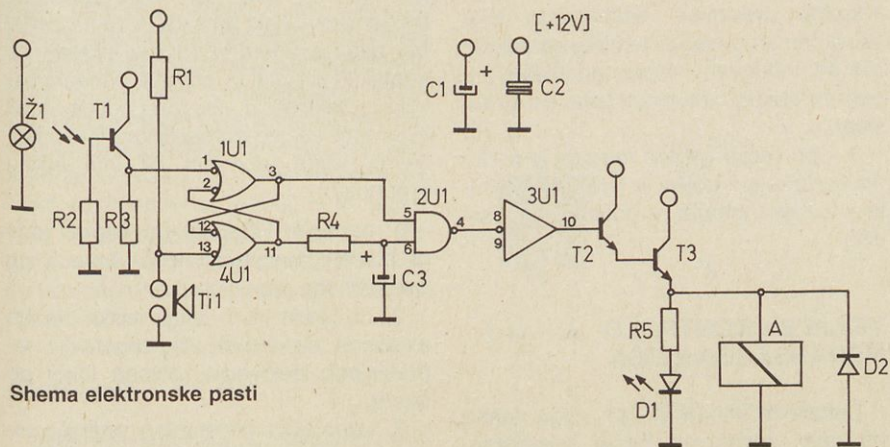 [+12V]
Ž1
T1
R1
C1
+
C2
R2
R3
1U1
1
2
3
12
13
11
4U1
Ti1
R4
+
C3
2U1
5
6
4
3U1
8
9
10
T2
T3
R5
D1
A
D2
Shema elektronske pasti